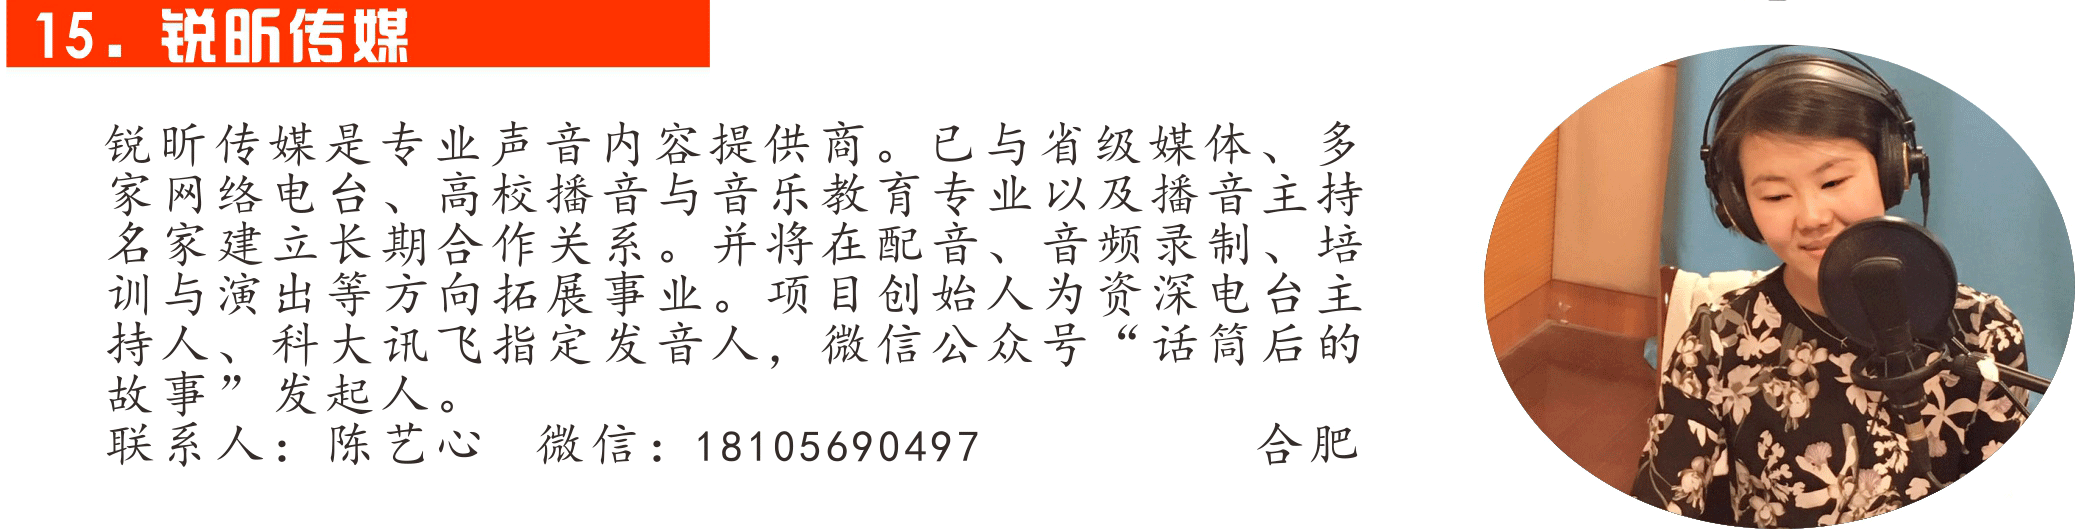 15. 锐昕传媒
锐昕传媒是专业声音内容提供商。已与省级媒体、多
家网络电台、高校播音与音乐教育专业以及播音主持
名家建立长期合作关系。并将在配音、音频录制、培
训与演出等方向拓展事业。项目创始人为资深电台主
持人、科大讯飞指定发音人，微信公众号“话筒后的
故事”发起人。
联系人：陈艺心 微信：18105690497 合肥